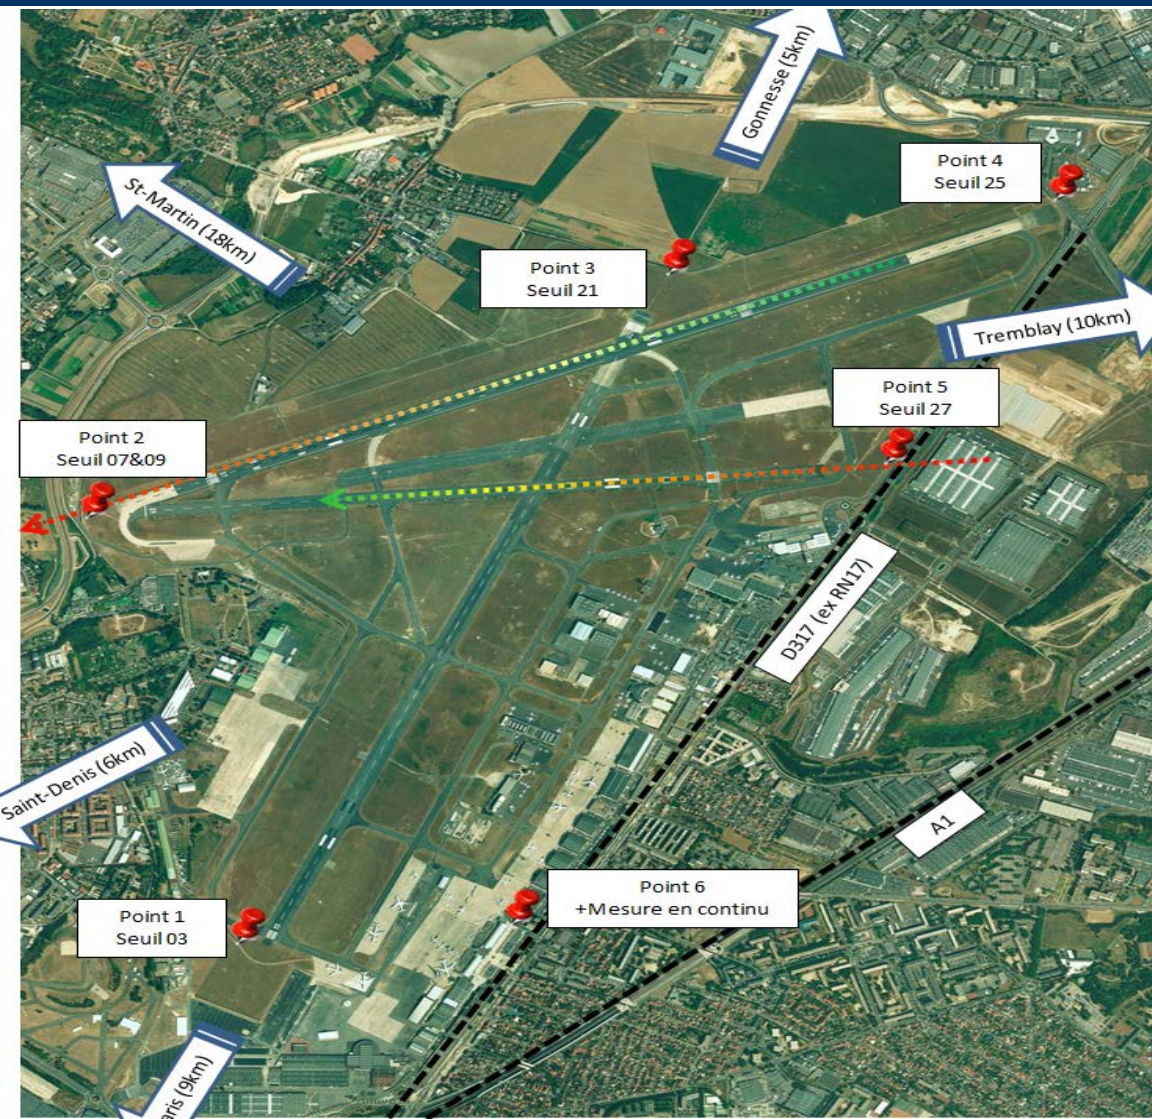 Gonnesse (5km)
Point 4
Seuil 25
St-Martin (18km)
Point 3
Seuil 21
Tremblay (10km)
Point 5
Seuil 27
Point 2
Seuil 07&09
D317 (ex RN17)
Saint-Denis (6km)
A1
Point 6
+Mesure en continu
Point 1
Seuil 03
aris (9km)